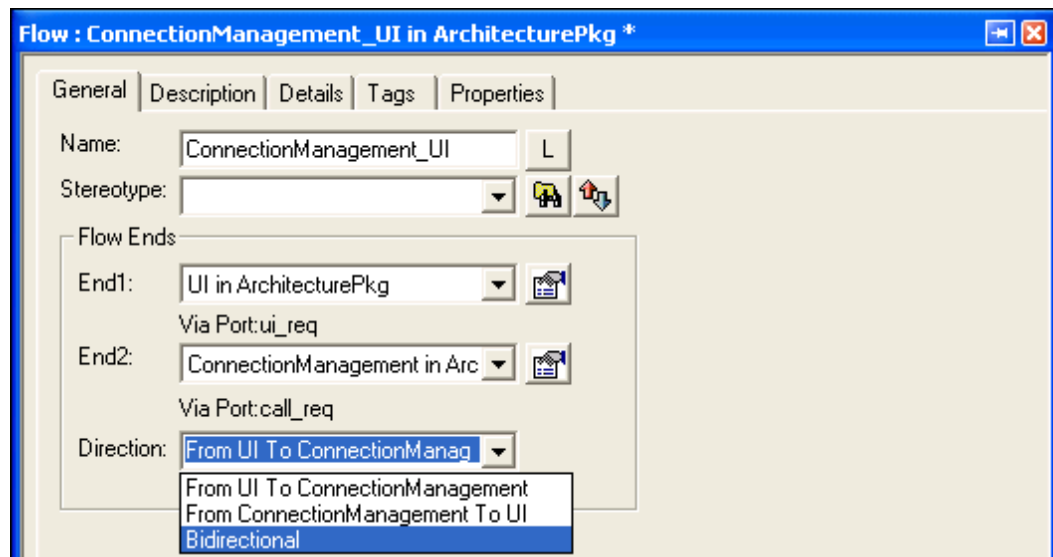 Flow : ConnectionManagement_UI in ArchitecturePkg *
General Description Details Tags Properties
Name: ConnectionManagement_UI L
Stereotype:
Flow Ends
End1: UI in ArchitecturePkg
Via Port:ui_req
End2: ConnectionManagement in Arc
Via Port:call_req
Direction: From UI To ConnectionManag
From UI To ConnectionManagement
From ConnectionManagement To UI
Bidirectional